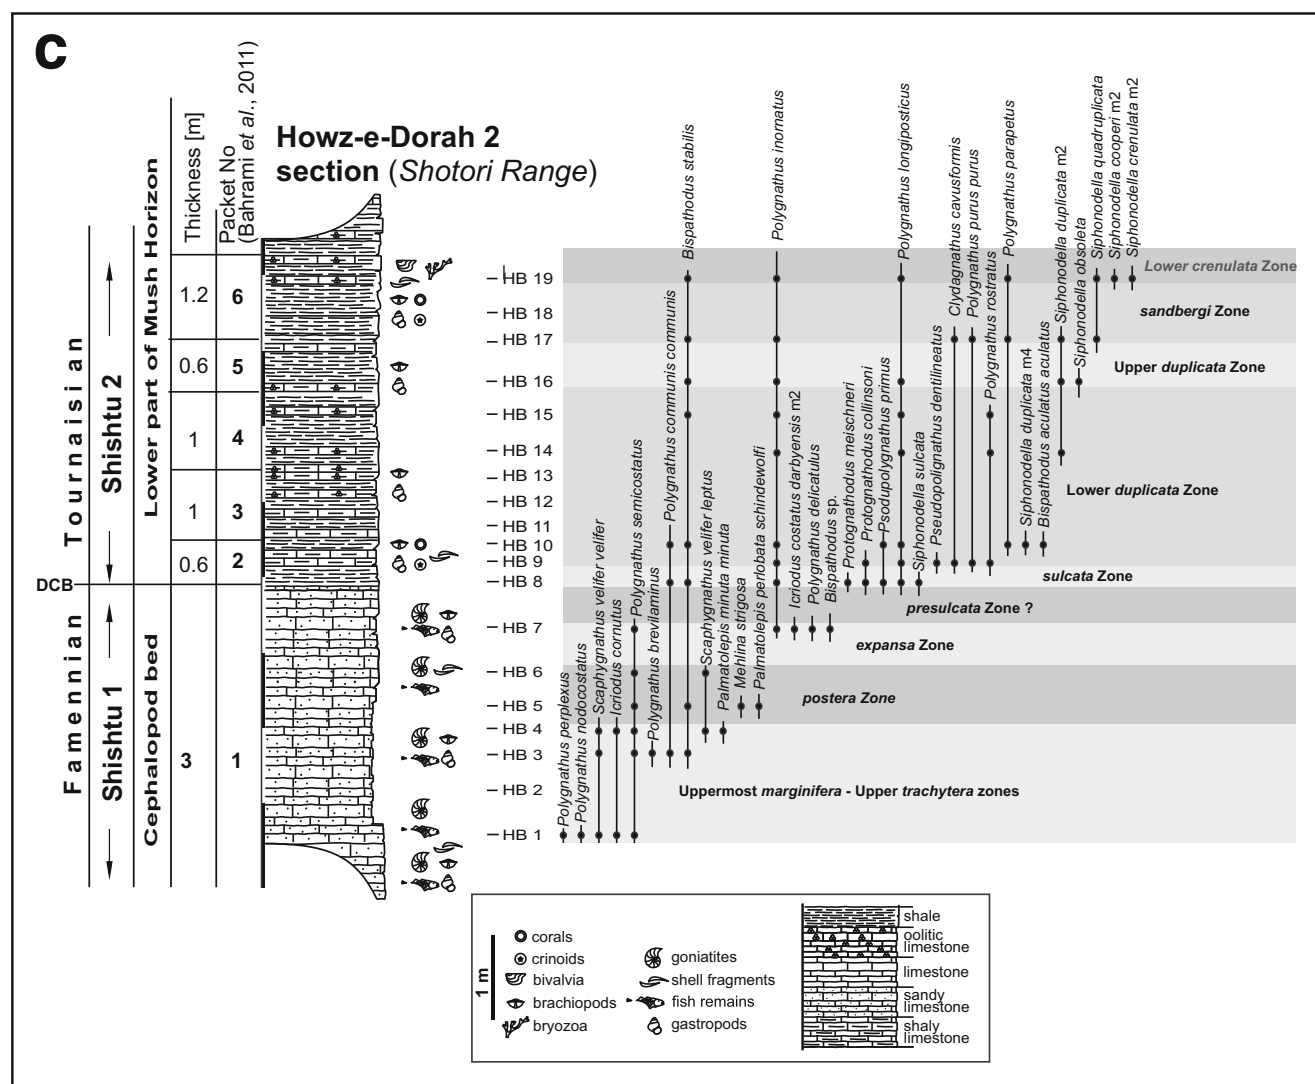 C
Howz-e-Dorah 2
section (Shotori Range)
Thickness [m]
Packet No
(Bahrami et al., 2011)
Tournaisian
Famennian
Shishtu 2
Shishtu 1
Lower part of Mush Horizon
Cephalopod bed
DCB
1.2
6
0.6
5
1
4
1
3
0.6
2
3
1
HB 19
HB 18
HB 17
HB 16
HB 15
HB 14
HB 13
HB 12
HB 11
HB 10
HB 9
HB 8
HB 7
HB 6
HB 5
HB 4
HB 3
HB 2
HB 1
Polygnathus perplexus
Polygnathus nodocostatus
Scaphygnathus velifer velifer
Icriodus cornutus
Polygnathus semicostatus
Polygnathus brevilaminus
Polygnathus communis communis
Bispathodus stabilis
Scaphygnathus velifer leptus
Palmatolepis minuta minuta
Mehlina strigosa
Palmatolepis perlobata schindewolfi
Polygnathus inornatus
Icriodus costatus darbyensis m2
Polygnathus delicatulus
Bispathodus sp.
Protognathodus meischneri
Protognathodus collinsoni
Psodupolygnathus primus
Polygnathus longiposticus
Siphonodella sulcata
Pseudopolignathus dentilineatus
Clydagnathus cavusformis
Polygnathus purus purus
Polygnathus rostratus
Polygnathus parapetus
Siphonodella duplicata m4
Bispathodus aculatus aculatus
Siphonodella duplicata m2
Siphonodella obsoleta
Siphonodella quadruplicata
Siphonodella cooperi m2
Siphonodella crenulata m2
Lower crenulata Zone
sandbergi Zone
Upper duplicata Zone
Lower duplicata Zone
sulcata Zone
presulcata Zone ?
expansa Zone
postera Zone
Uppermost marginifera - Upper trachytera zones
1 m
corals
crinoids
bivalvia
brachiopods
bryozoa
goniatites
shell fragments
fish remains
gastropods
shale
oolitic
limestone
limestone
sandy
limestone
shaly
limestone